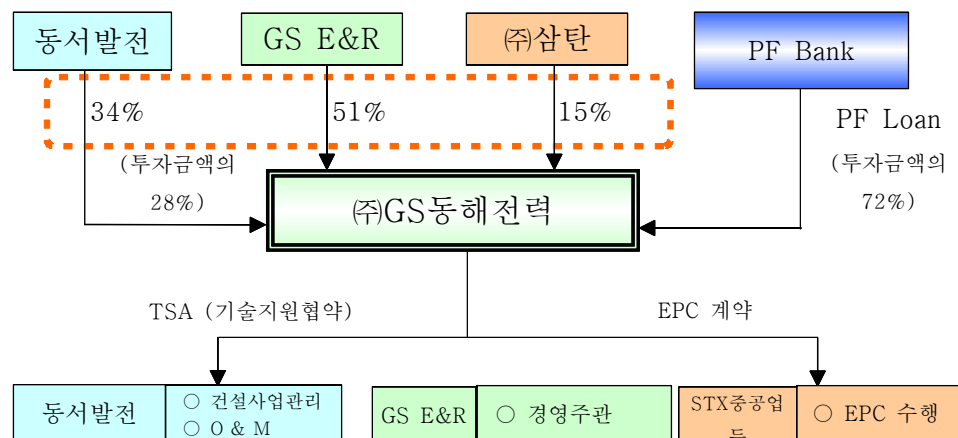 동서발전
GS E&R
㈜삼탄
PF Bank
34%
51%
15%
PF Loan
(투자금액의
28%)
(투자금액의
72%)
㈜GS동해전력
TSA (기술지원협약)
EPC 계약
동서발전
○ 건설사업관리
○ O & M
GS E&R
○ 경영주관
STX중공업
등
○ EPC 수행